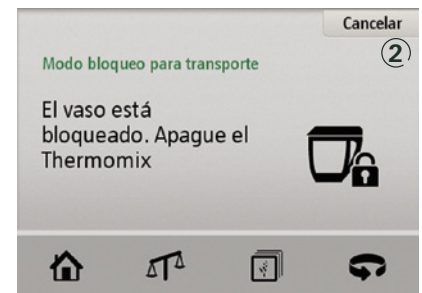 Cancelar
②
Modo bloqueo para transporte
El vaso está
bloqueado. Apague el
Thermomix